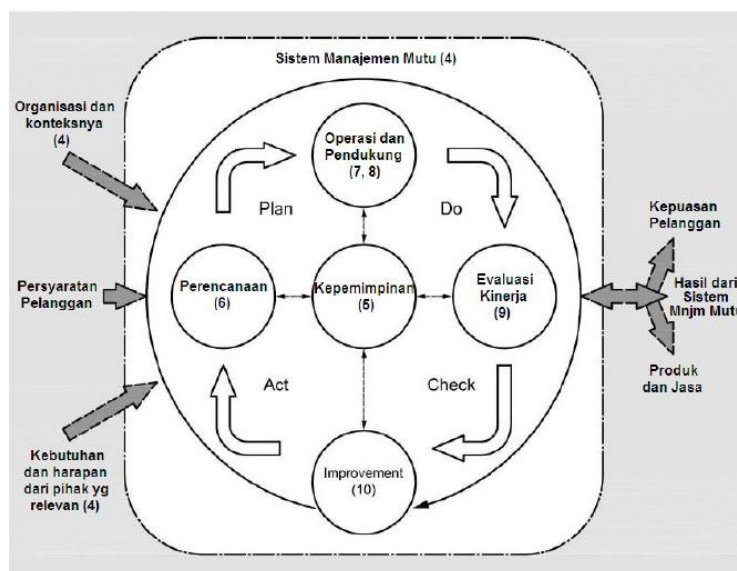 Sistem Manajemen Mutu (4)
Organisasi dan
konteksnya
(4)
Operasi dan
Pendukung
(7, 8)
Plan
Do
Kepuasan
Pelanggan
Persyaratan
Pelanggan
Perencanaan
(6)
Kepemimpinan
(5)
Evaluasi
Kinerja
(9)
Hasil dari
Sistem
Mnjm Mutu
Act
Check
Produk
dan Jasa
Kebutuhan
dan harapan
dari pihak yg
relevan (4)
Improvement
(10)